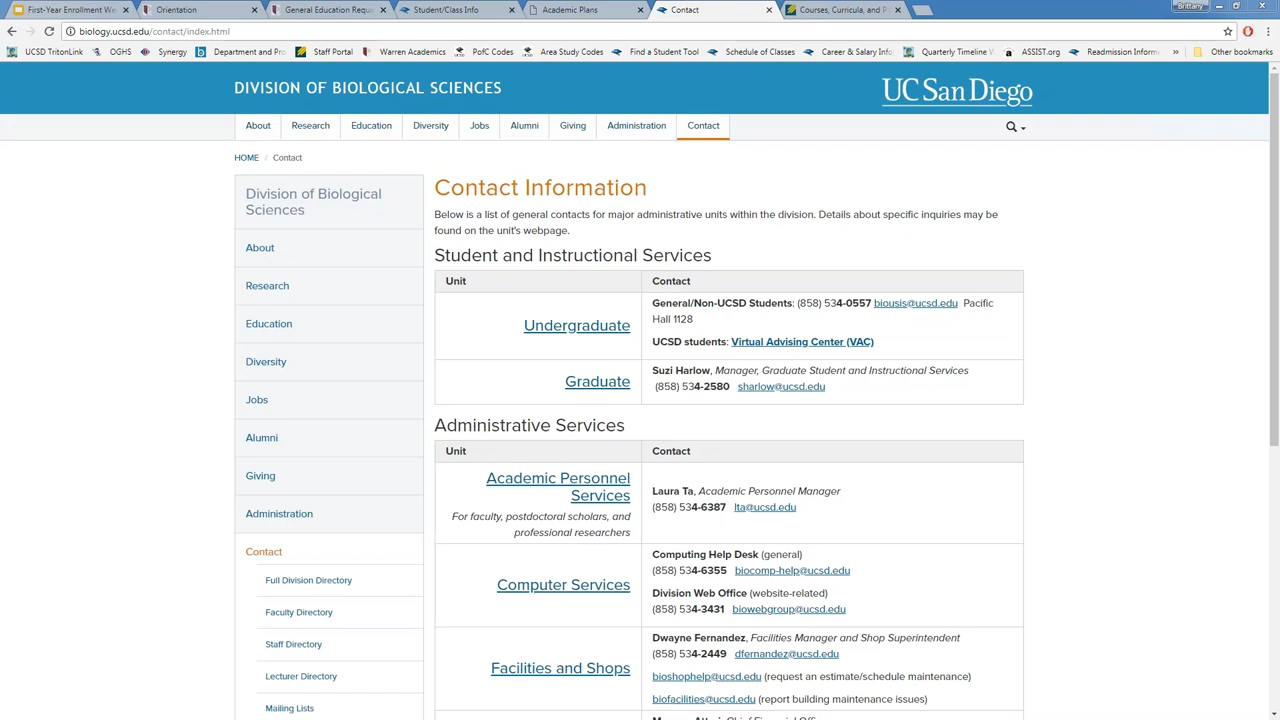 First-Year Enrollment We
Orientation
General Education Requi
Student/Class Info
Academic Plans
Contact
Courses, Curricula, and P
Brittany
biology.ucsd.edu/contact/index.html
UCSD TritonLink
OGHS
Synergy
Department and Pro
Staff Portal
Warren Academics
PofC Codes
Area Study Codes
Find a Student Tool
Schedule of Classes
Career & Salary Info
Quarterly Timeline
ASSIST.org
Readmission Inform
»
Other bookmarks
DIVISION OF BIOLOGICAL SCIENCES
UC San Diego
About
Research
Education
Diversity
Jobs
Alumni
Giving
Administration
Contact
HOME / Contact
Division of Biological
Sciences
About
Research
Education
Diversity
Jobs
Alumni
Giving
Administration
Contact
Full Division Directory
Faculty Directory
Staff Directory
Lecturer Directory
Mailing Lists
Contact Information
Below is a list of general contacts for major administrative units within the division. Details about specific inquiries may be
found on the unit's webpage.
Student and Instructional Services
Unit Contact
Undergraduate
General/Non-UCSD Students: (858) 534-0557 biousis@ucsd.edu Pacific
Hall 1128
UCSD students: Virtual Advising Center (VAC)
Graduate
Suzi Harlow, Manager, Graduate Student and Instructional Services
(858) 534-2580 sharlow@ucsd.edu
Administrative Services
Unit Contact
Academic Personnel
Services
For faculty, postdoctoral scholars, and
professional researchers
Laura Ta, Academic Personnel Manager
(858) 534-6387 lta@ucsd.edu
Computer Services
Computing Help Desk (general)
(858) 534-6355 biocomp-help@ucsd.edu
Division Web Office (website-related)
(858) 534-3431 biowebgroup@ucsd.edu
Facilities and Shops
Dwayne Fernandez, Facilities Manager and Shop Superintendent
(858) 534-2449 dfernandez@ucsd.edu
bioshophelp@ucsd.edu (request an estimate/schedule maintenance)
biofacilities@ucsd.edu (report building maintenance issues)